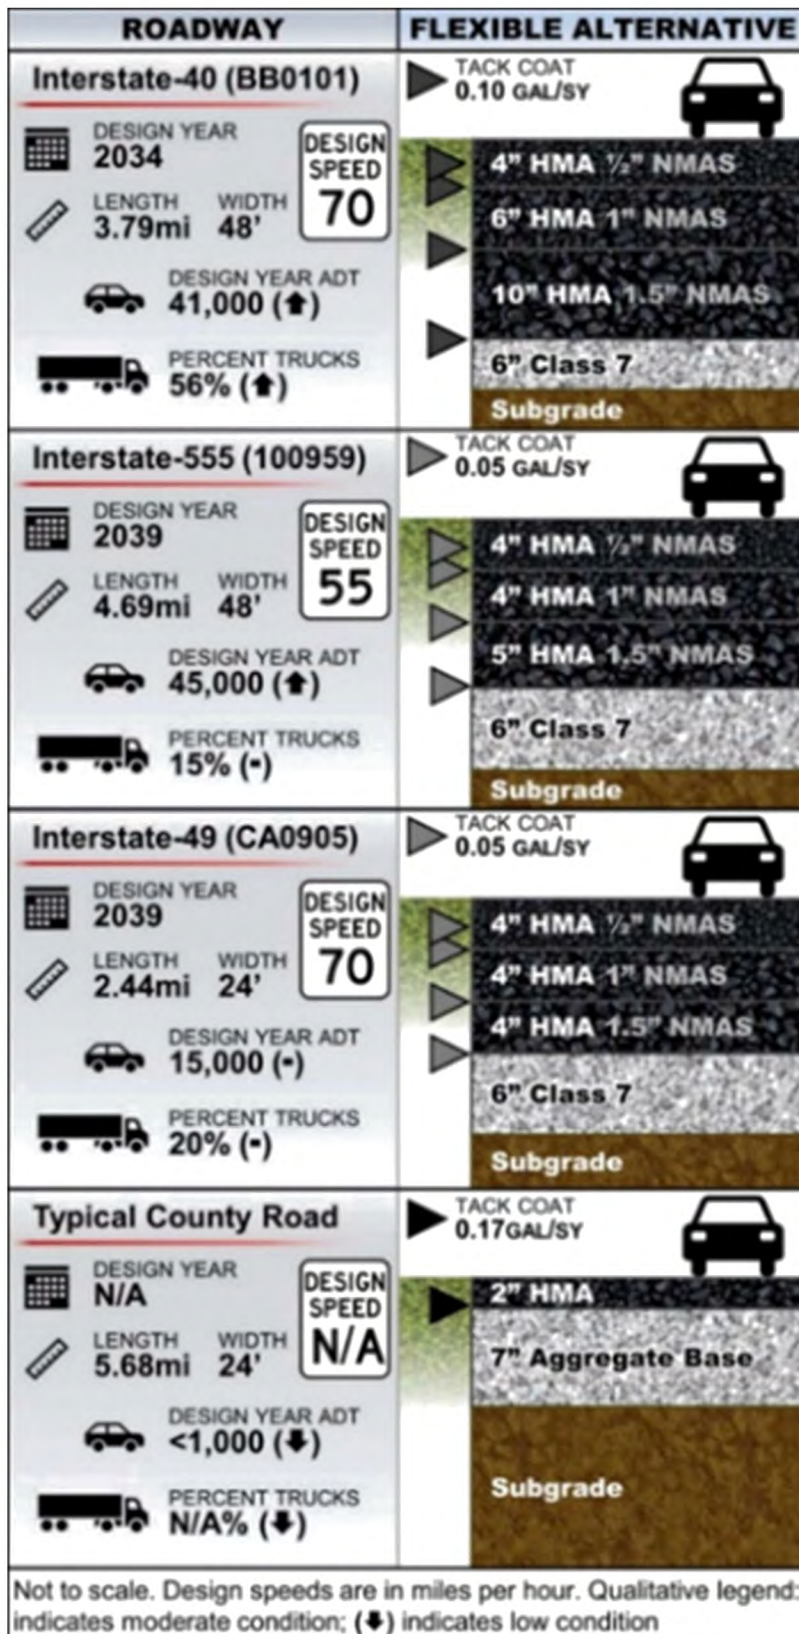 ROADWAY
FLEXIBLE ALTERNATIVE
Interstate-40 (BB0101)
DESIGN YEAR
2034
DESIGN
SPEED
70
LENGTH WIDTH
3.79mi 48'
DESIGN YEAR ADT
41,000 (⬆)
PERCENT TRUCKS
56% (⬆)
TACK COAT
0.10 GAL/SY
4" HMA ½" NMAS
6" HMA 1" NMAS
10" HMA 1.5" NMAS
6" Class 7
Subgrade
Interstate-555 (100959)
DESIGN YEAR
2039
DESIGN
SPEED
55
LENGTH WIDTH
4.69mi 48'
DESIGN YEAR ADT
45,000 (⬆)
PERCENT TRUCKS
15% (-)
TACK COAT
0.05 GAL/SY
4" HMA ½" NMAS
4" HMA 1" NMAS
5" HMA 1.5" NMAS
6" Class 7
Subgrade
Interstate-49 (CA0905)
DESIGN YEAR
2039
DESIGN
SPEED
70
LENGTH WIDTH
2.44mi 24'
DESIGN YEAR ADT
15,000 (-)
PERCENT TRUCKS
20% (-)
TACK COAT
0.05 GAL/SY
4" HMA ½" NMAS
4" HMA 1" NMAS
4" HMA 1.5" NMAS
6" Class 7
Subgrade
Typical County Road
DESIGN YEAR
N/A
DESIGN
SPEED
N/A
LENGTH WIDTH
5.68mi 24'
DESIGN YEAR ADT
<1,000 (⬇)
PERCENT TRUCKS
N/A% (⬇)
TACK COAT
0.17GAL/SY
2" HMA
7" Aggregate Base
Subgrade
Not to scale. Design speeds are in miles per hour. Qualitative legend:
indicates moderate condition; (⬇) indicates low condition